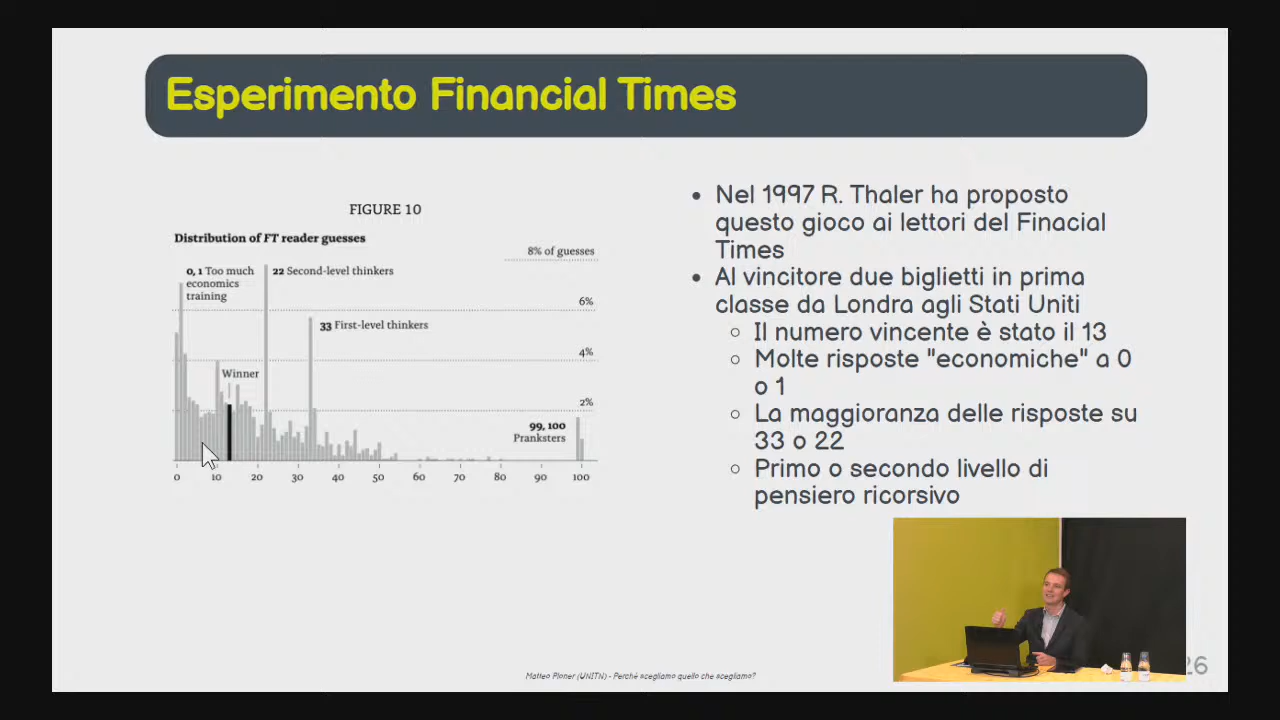 Esperimento Financial Times
FIGURE 10
Distribution of FT reader guesses
8% of guesses
0, 1 Too much
economics
training
22 Second-level thinkers
6%
33 First-level thinkers
4%
Winner
2%
99, 100
Pranksters
0 10 20 30 40 50 60 70 80 90 100
• Nel 1997 R. Thaler ha proposto
questo gioco ai lettori del Finacial
Times
• Al vincitore due biglietti in prima
classe da Londra agli Stati Uniti
○ Il numero vincente è stato il 13
○ Molte risposte "economiche" a 0
o 1
○ La maggioranza delle risposte su
33 o 22
○ Primo o secondo livello di
pensiero ricorsivo
Matteo Ploner (UNITN) - Perchè scegliamo quello che scegliamo?
26